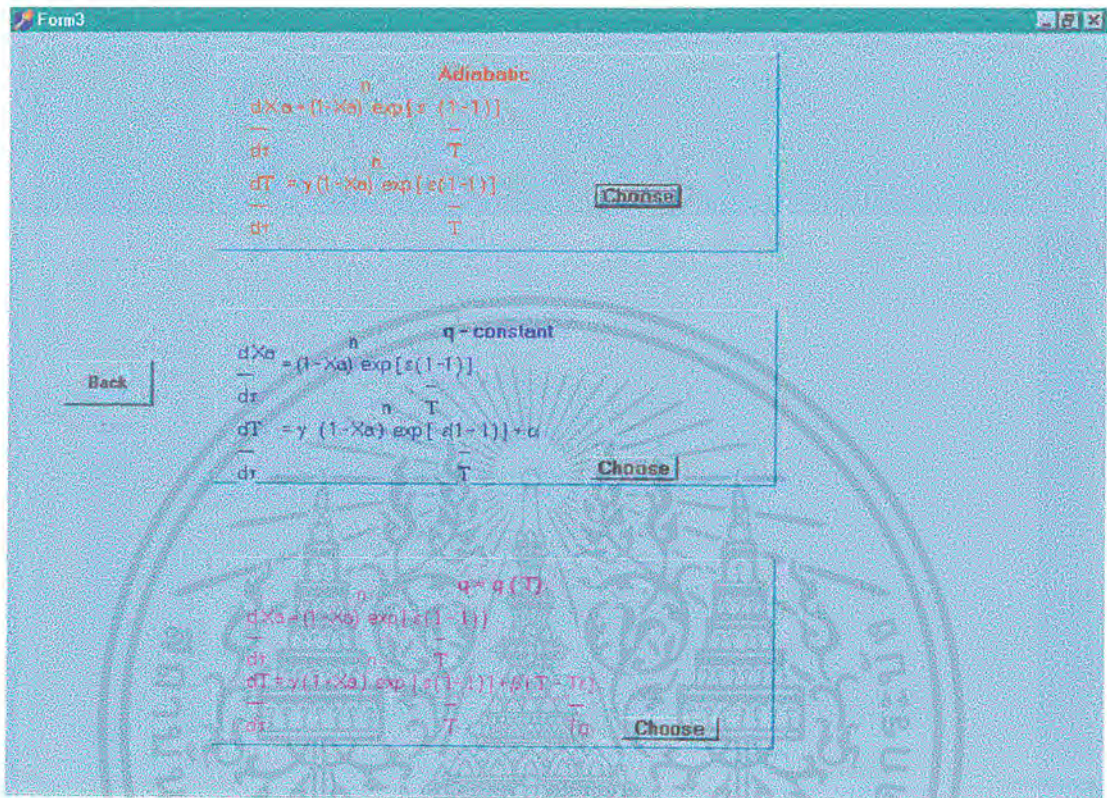 Form3
Adiabatic
n
dXa = (1-Xa) exp[ε (1-1)]
dτ T
n
dT = γ (1-Xa) exp[ ε(1-1)]
dτ T
Choose
q - constant
n
dXa = (1-Xa) exp[ε(1-1)]
dτ T
n
dT = γ (1-Xa) exp[ ε(1-1)] + α
dτ T
Choose
Back
q = q (T)
n
dXa = (1-Xa) exp[ε(1-1)]
dτ T
n
dT = γ(1-Xa) exp[ε(1-1)]+β(T - Ts)
dτ T To
Choose